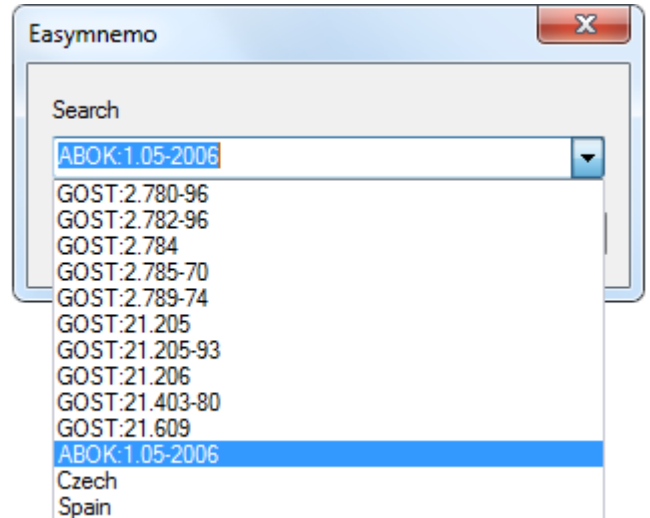 Easymnemo
Search
ABOK:1.05-2006
GOST:2.780-96
GOST:2.782-96
GOST:2.784
GOST:2.785-70
GOST:2.789-74
GOST:21.205
GOST:21.205-93
GOST:21.206
GOST:21.403-80
GOST:21.609
ABOK:1.05-2006
Czech
Spain